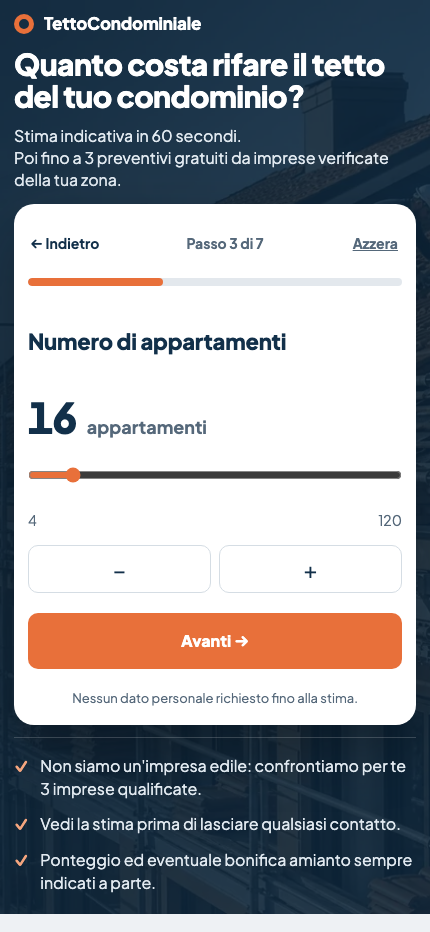 TettoCondominiale
Quanto costa rifare il tetto
del tuo condominio?
Stima indicativa in 60 secondi.
Poi fino a 3 preventivi gratuiti da imprese verificate
della tua zona.
← Indietro Passo 3 di 7 Azzera
Numero di appartamenti
16 appartamenti
4 120
− +
Avanti →
Nessun dato personale richiesto fino alla stima.
Non siamo un'impresa edile: confrontiamo per te
3 imprese qualificate.
Vedi la stima prima di lasciare qualsiasi contatto.
Ponteggio ed eventuale bonifica amianto sempre
indicati a parte.